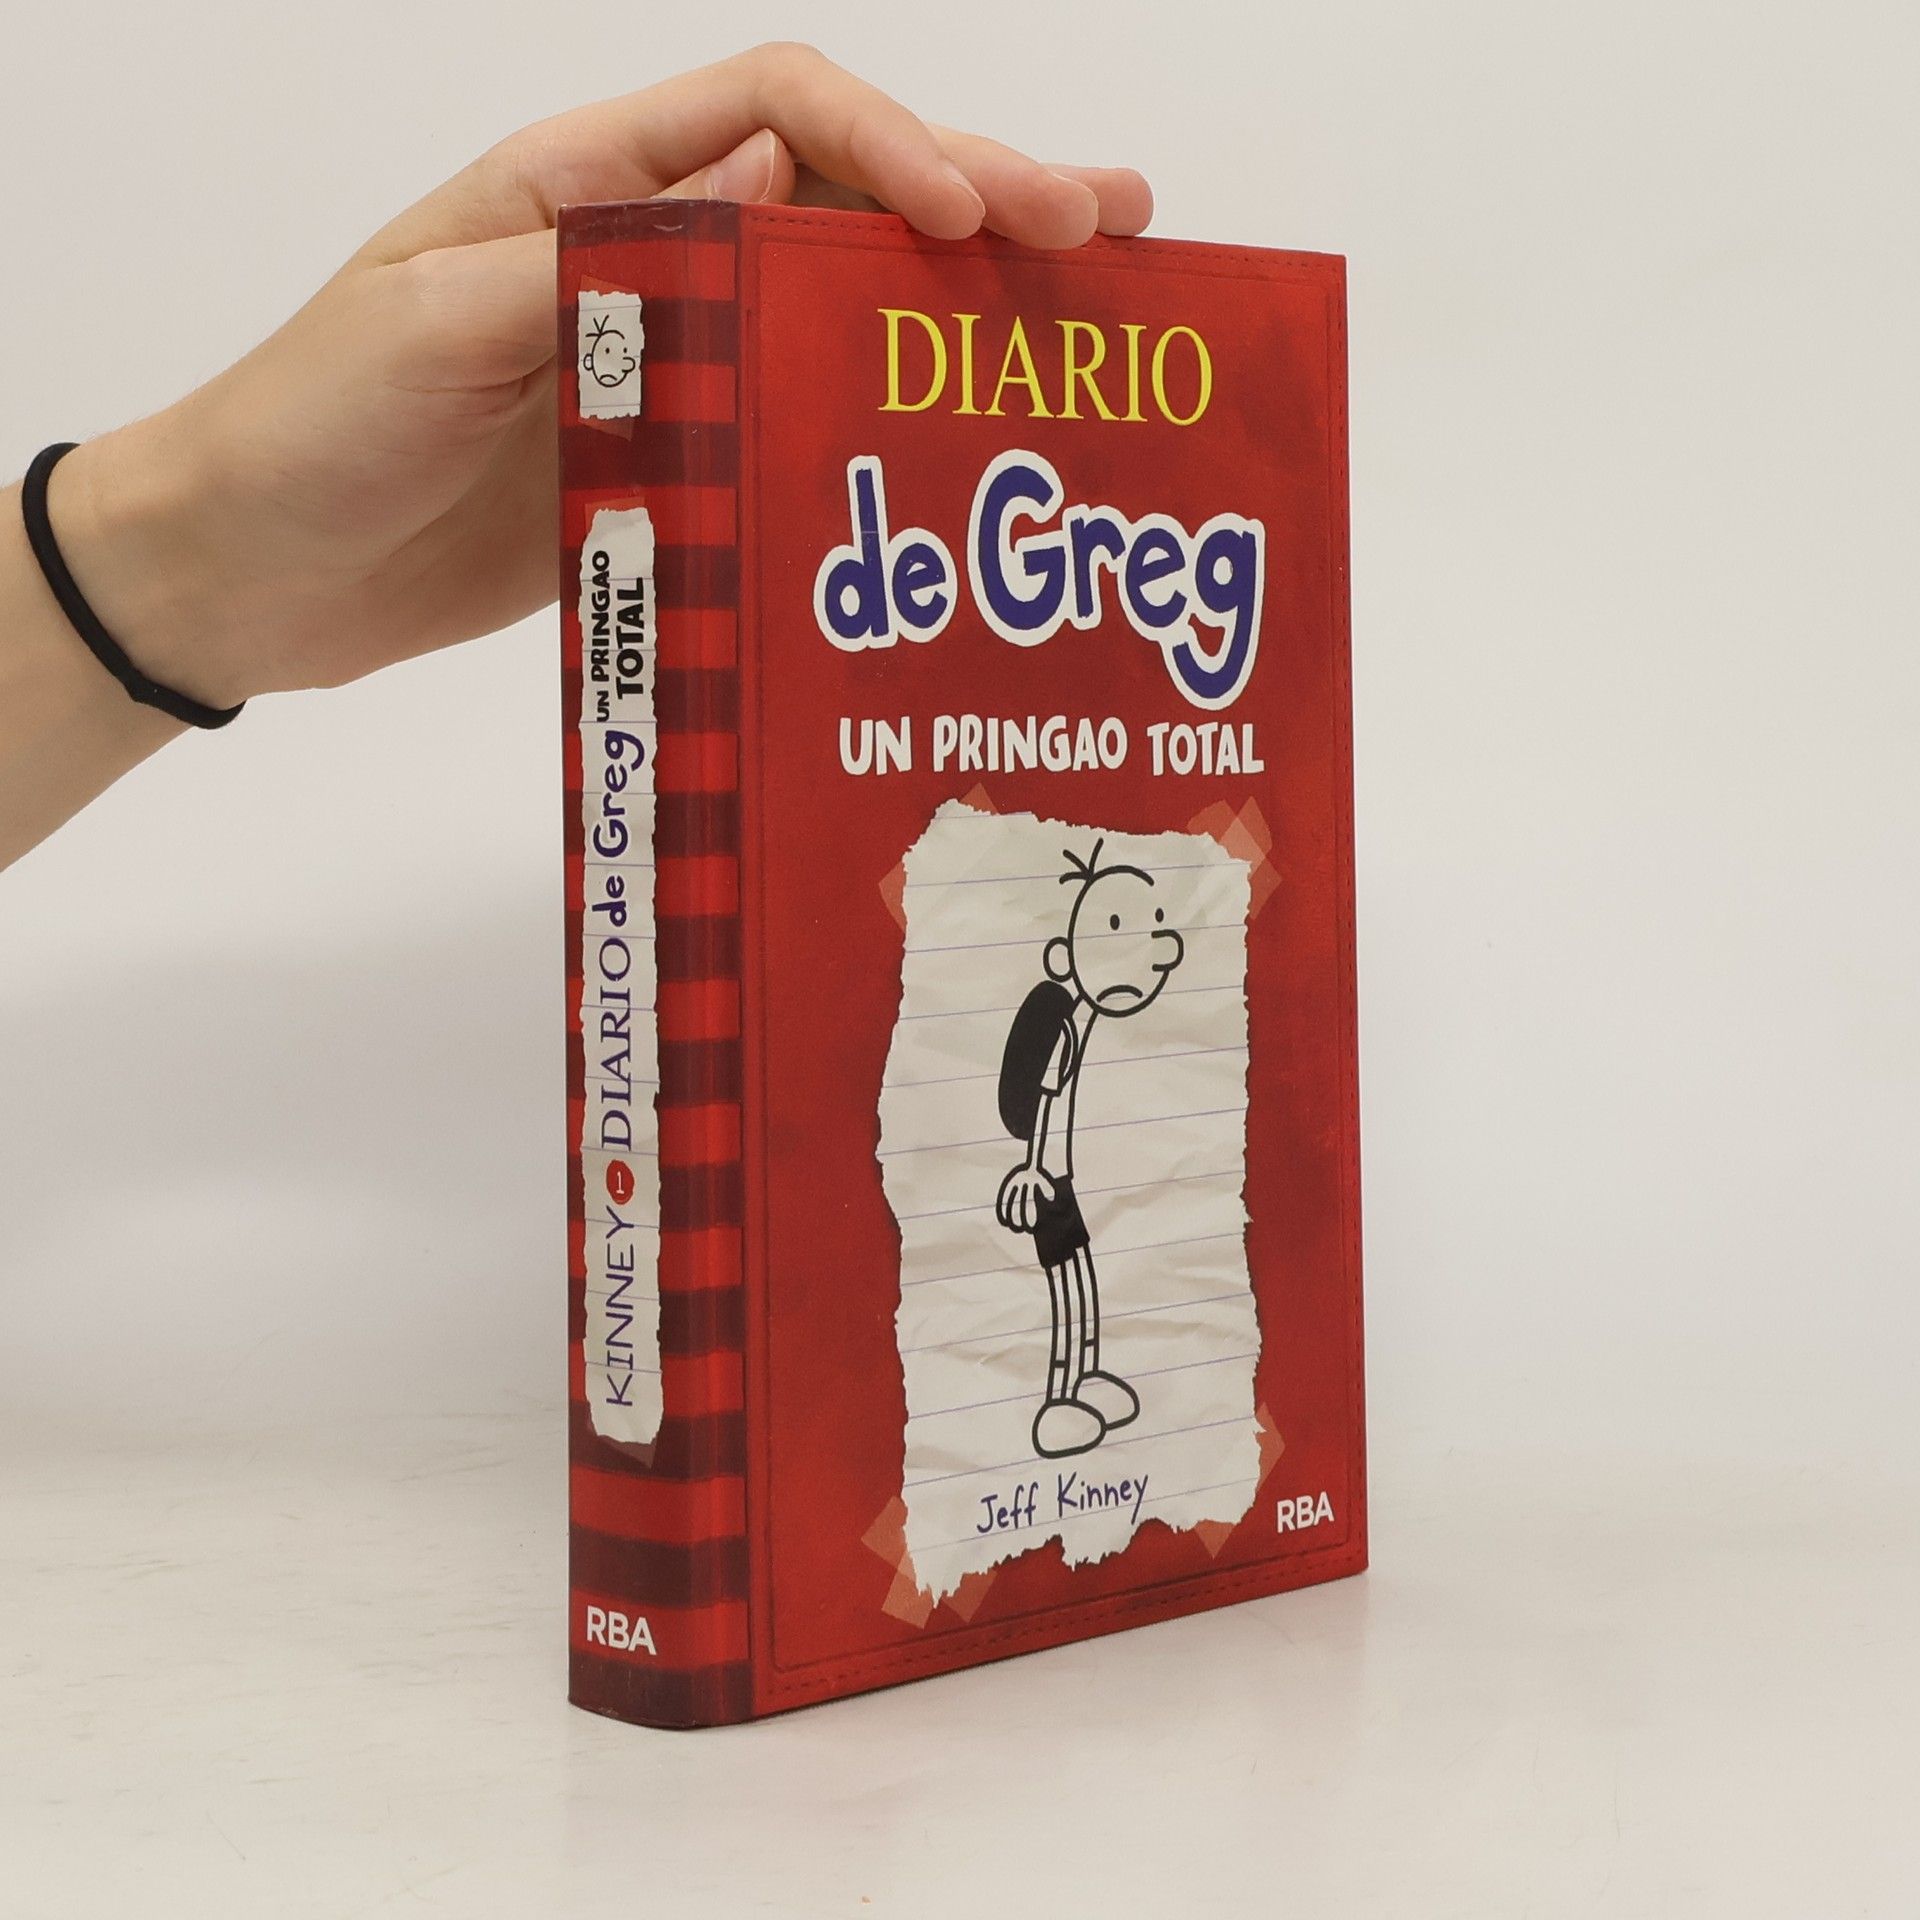 DIARIO
de Greg
UN PRINGAO TOTAL
Jeff Kinney
RBA
KINNEY 1 DIARIO de Greg UN PRINGAO
TOTAL
RBA